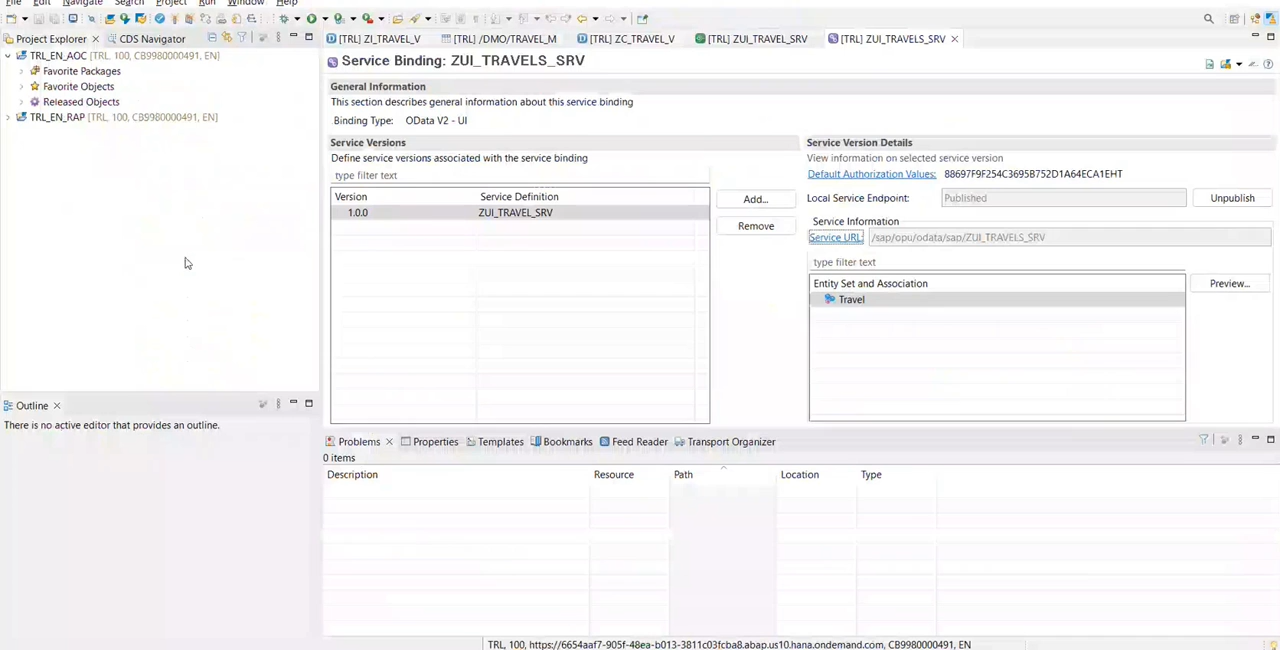 File Edit Navigate Search Project Run Window Help
Project Explorer
CDS Navigator
[TRL] ZI_TRAVEL_V
[TRL] /DMO/TRAVEL_M
[TRL] ZC_TRAVEL_V
[TRL] ZUI_TRAVEL_SRV
[TRL] ZUI_TRAVELS_SRV
TRL_EN_AOC [TRL, 100, CB9980000491, EN]
Favorite Packages
Favorite Objects
Released Objects
TRL_EN_RAP [TRL, 100, CB9980000491, EN]
Service Binding: ZUI_TRAVELS_SRV
General Information
This section describes general information about this service binding
Binding Type: OData V2 - UI
Service Versions
Define service versions associated with the service binding
type filter text
Version Service Definition
1.0.0 ZUI_TRAVEL_SRV
Add...
Remove
Service Version Details
View information on selected service version
Default Authorization Values: 88697F9F254C3695B752D1A64ECA1EHT
Local Service Endpoint: Published Unpublish
Service Information
Service URL: /sap/opu/odata/sap/ZUI_TRAVELS_SRV
type filter text
Entity Set and Association
Preview...
Travel
Outline
There is no active editor that provides an outline.
Problems
Properties
Templates
Bookmarks
Feed Reader
Transport Organizer
0 items
Description Resource Path Location Type
TRL, 100, https://6654aaf7-905f-48ea-b013-3811c03fcba8.abap.us10.hana.ondemand.com, CB9980000491, EN